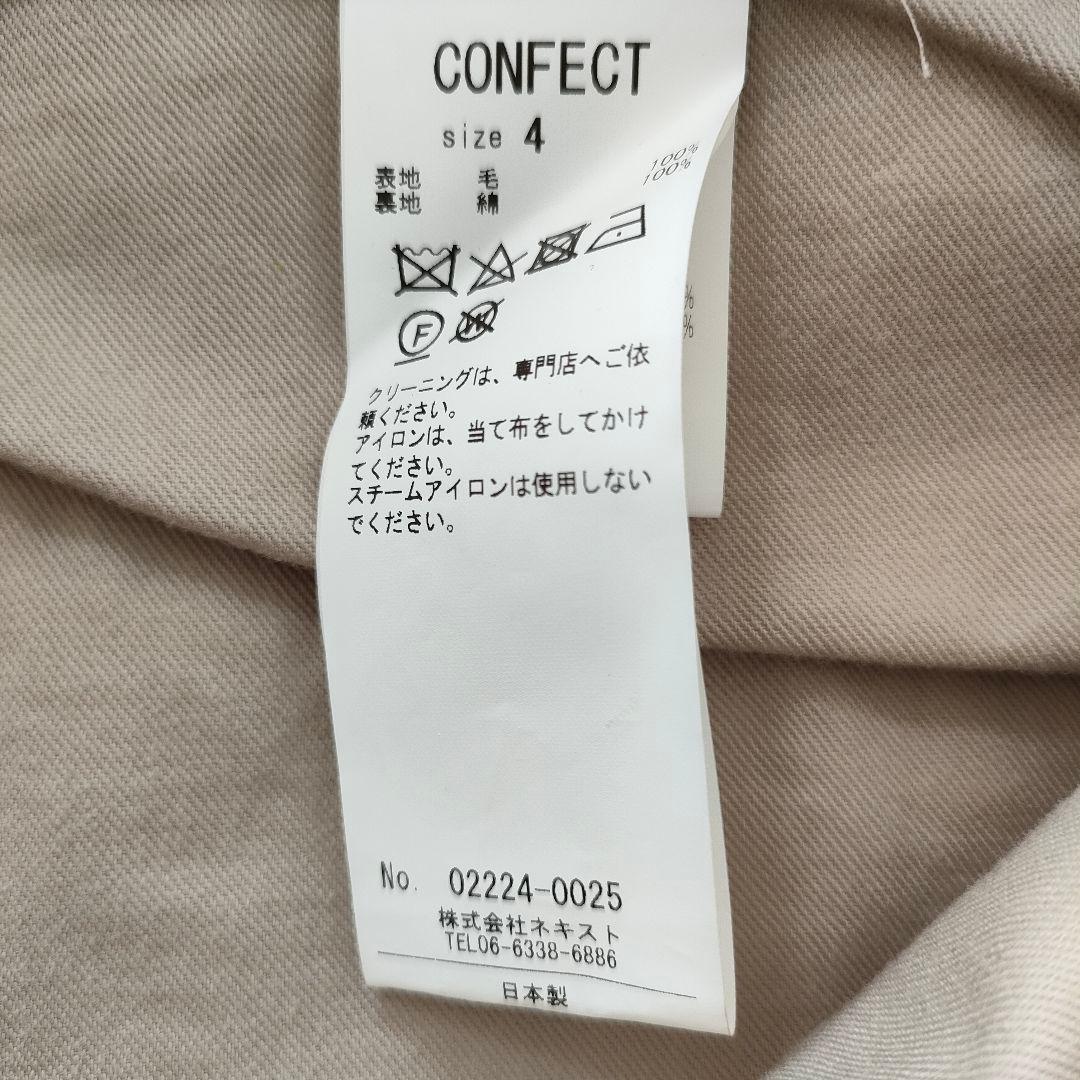 CONFECT
size 4
表地 毛 100%
裏地 綿 100%
F W
クリーニングは、専門店へご依
頼ください。
アイロンは、当て布をしてかけ
てください。
スチームアイロンは使用しない
でください。
No. 02224-0025
株式会社ネキスト
TEL06-6338-6886
日本製
%
%